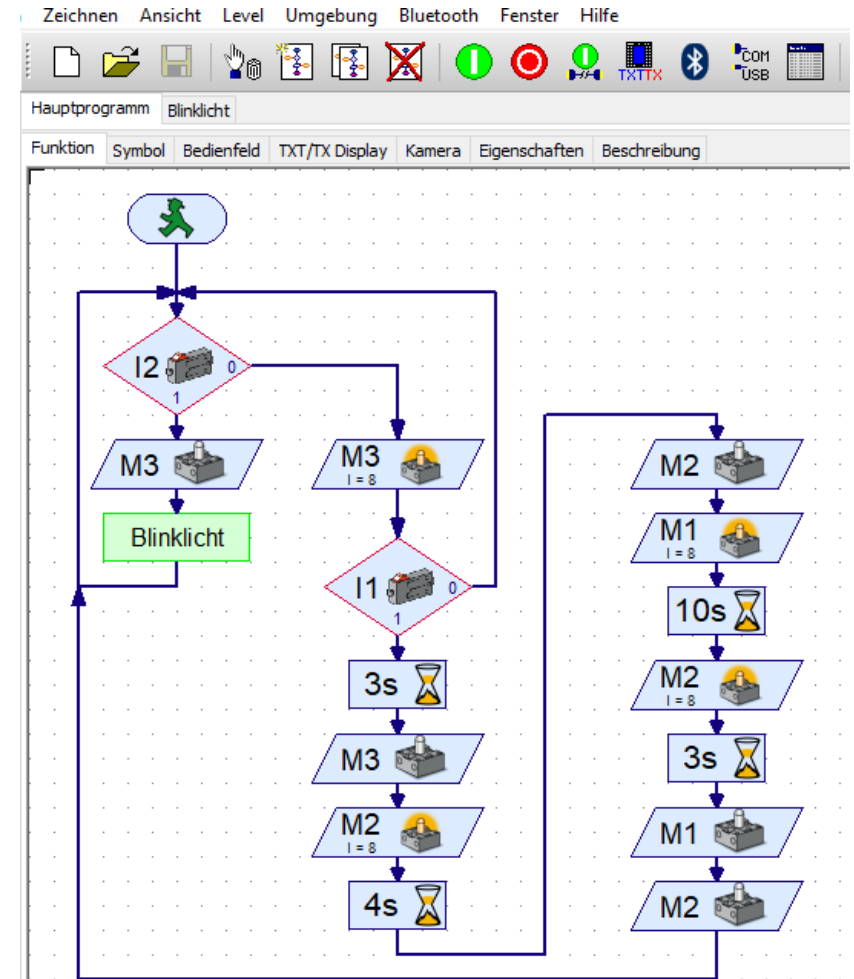 Zeichnen Ansicht Level Umgebung Bluetooth Fenster Hilfe
TXTTX COM USB
Hauptprogramm Blinklicht
Funktion Symbol Bedienfeld TXT/TX Display Kamera Eigenschaften Beschreibung
I2 0
1
M3
Blinklicht
M3
I = 8
I1 0
1
3s
M3
M2
I = 8
4s
M2
M1
I = 8
10s
M2
I = 8
3s
M1
M2